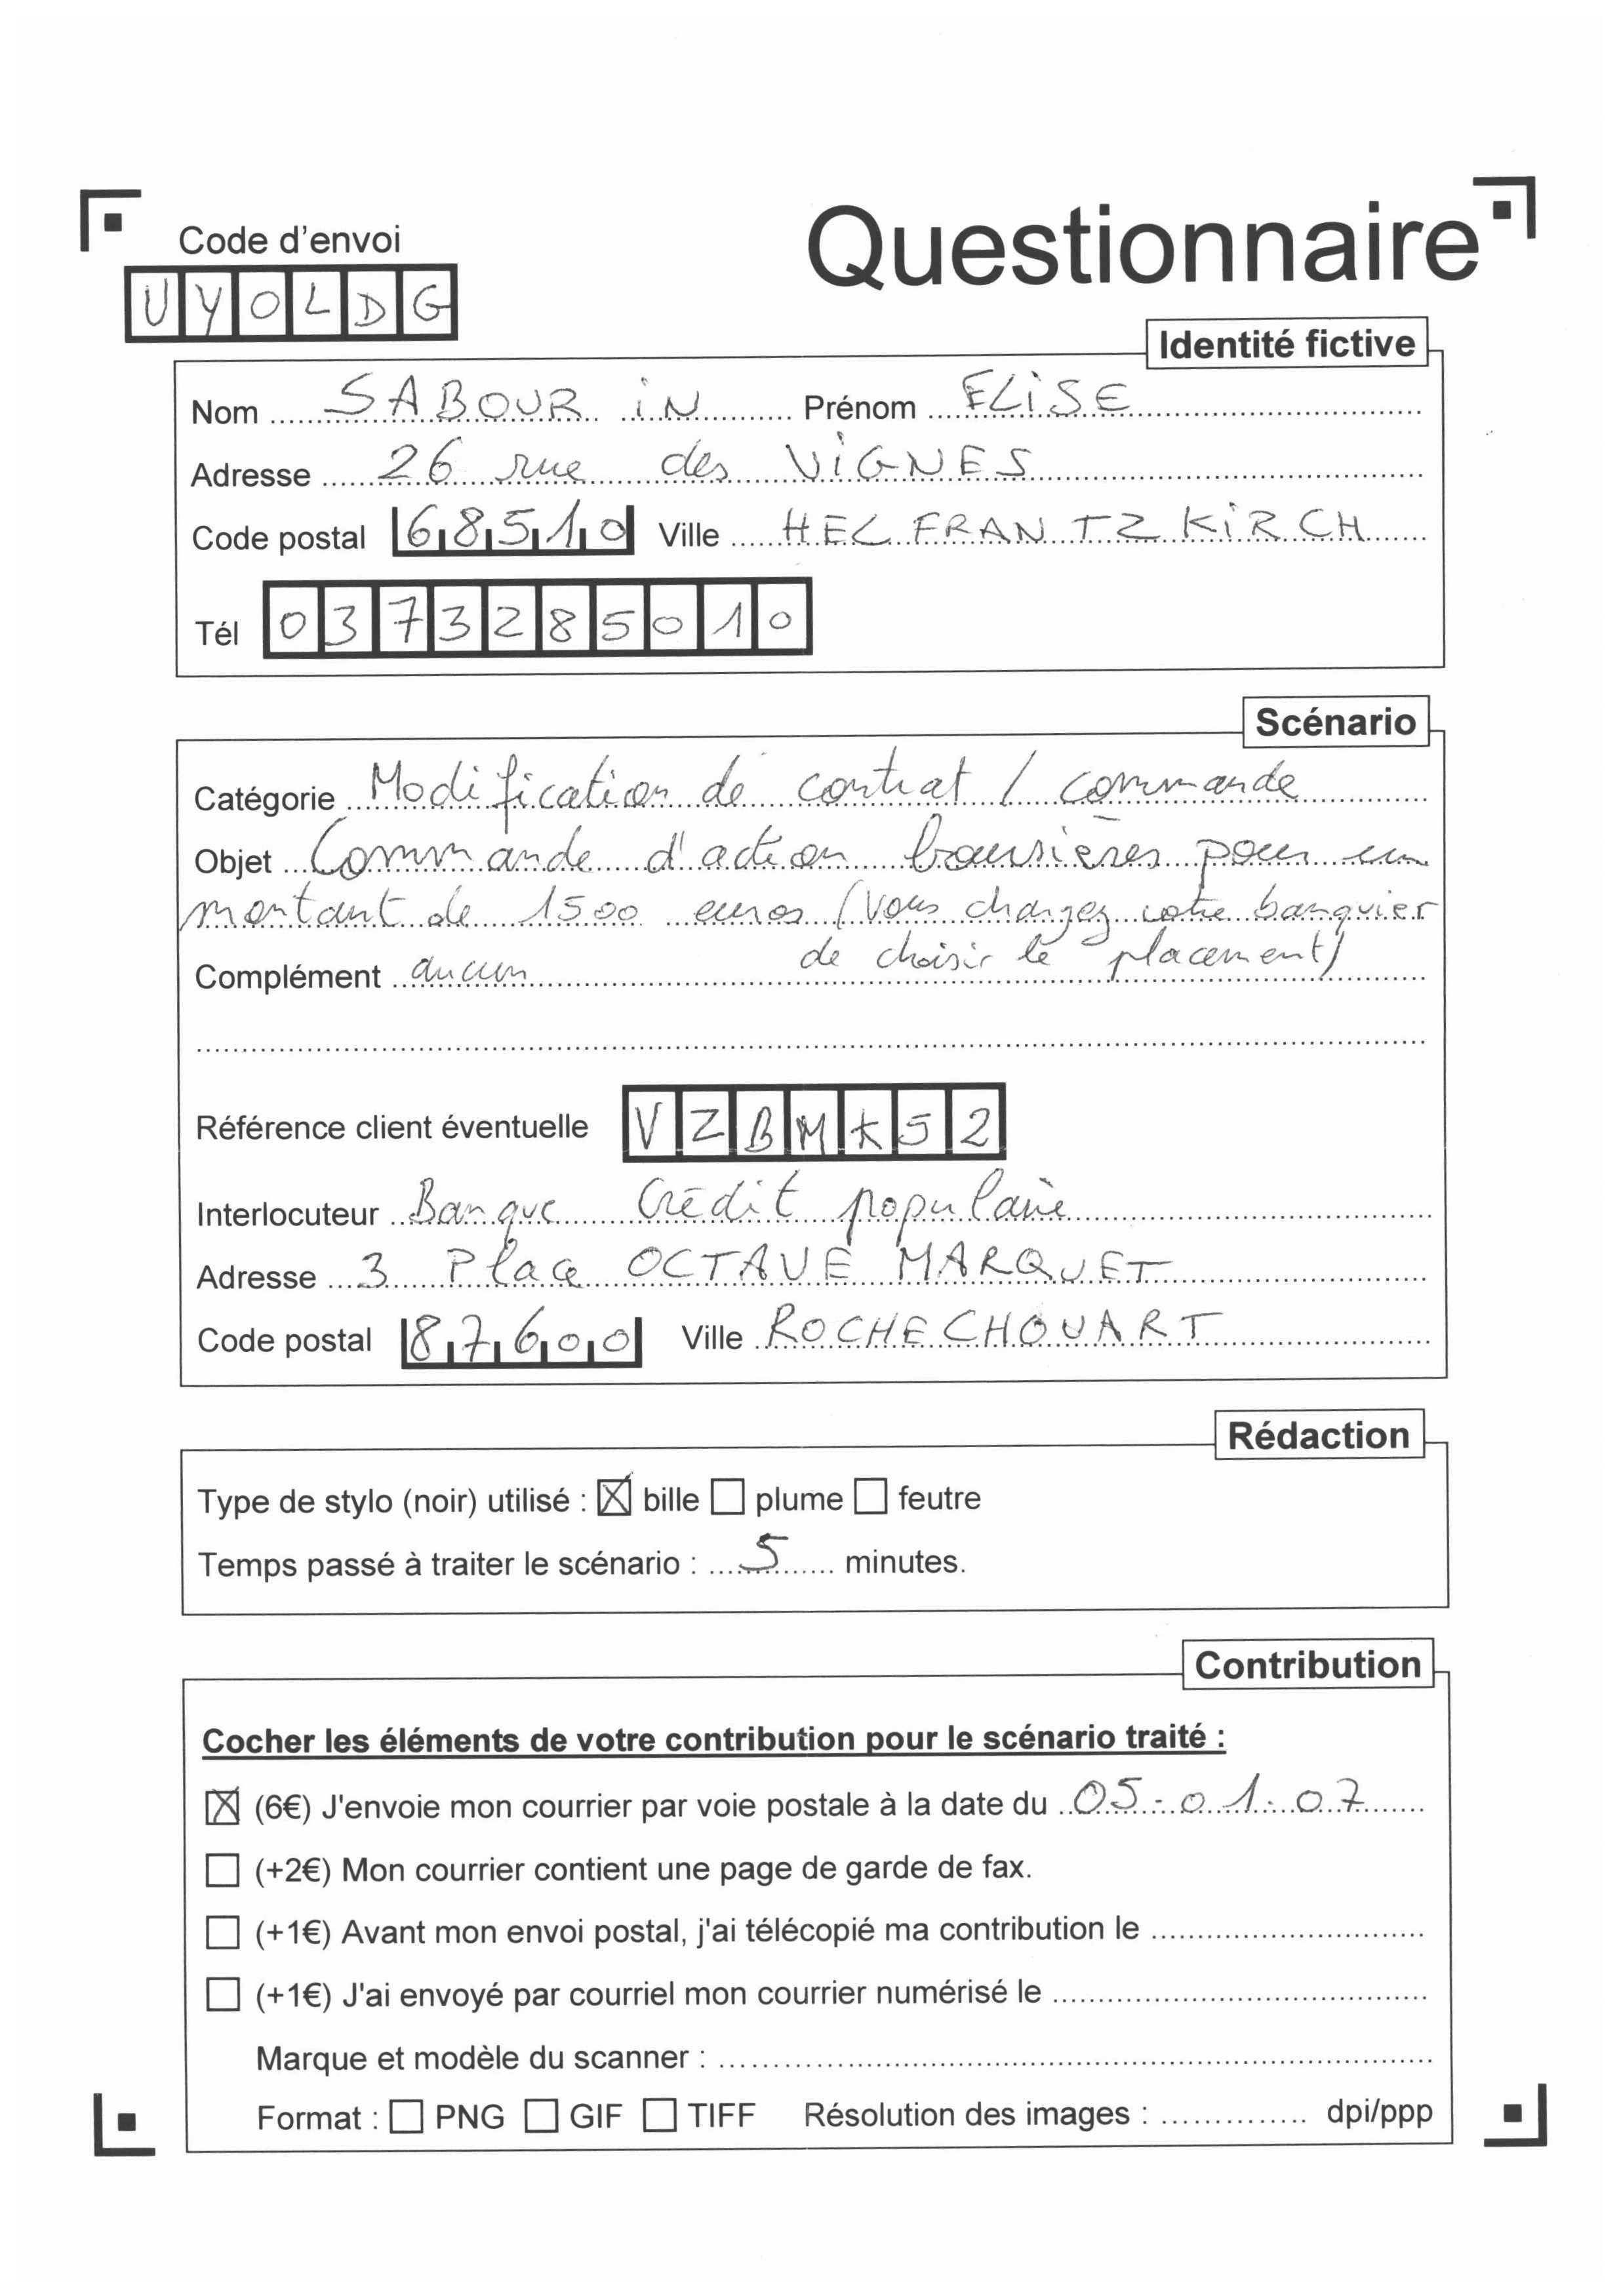 Code d'envoi
Questionnaire
UYOLDG
Identité fictive
Nom SABOURIN Prénom ELiSE
Adresse 26 rue des ViGNES
Code postal 68510 Ville HELFRANTZKiRCH
Tél 0373285010
Scénario
Catégorie Modification de contrat / commande
Objet Commande d'action boursières pour un
montant de 1500 euros (Vous chargez votre banquier
de choisir le placement)
Complément aucun
Référence client éventuelle VZBMK52
Interlocuteur Banque Crédit populaire
Adresse 3 Place OCTAVE MARQUET
Code postal 87600 Ville ROCHECHOUART
Rédaction
Type de stylo (noir) utilisé : ☒ bille ☐ plume ☐ feutre
Temps passé à traiter le scénario : 5 minutes.
Contribution
Cocher les éléments de votre contribution pour le scénario traité :
☒ (6€) J'envoie mon courrier par voie postale à la date du 05.01.07
☐ (+2€) Mon courrier contient une page de garde de fax.
☐ (+1€) Avant mon envoi postal, j'ai télécopié ma contribution le
☐ (+1€) J'ai envoyé par courriel mon courrier numérisé le
Marque et modèle du scanner :
Format : ☐ PNG ☐ GIF ☐ TIFF Résolution des images : dpi/ppp